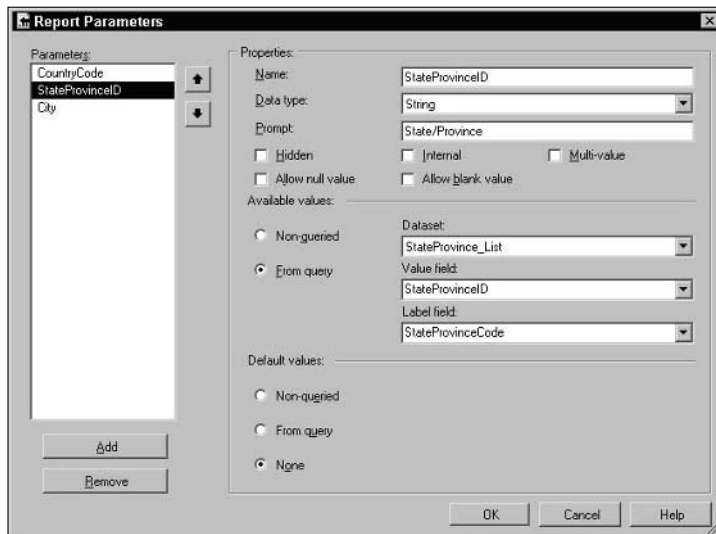 Report Parameters
Parameters:
CountryCode
StateProvinceID
City
Add
Remove
Properties:
Name:
StateProvinceID
Data type:
String
Prompt:
State/Province
Hidden
Internal
Multi-value
Allow null value
Allow blank value
Available values:
Non-queried
From query
Dataset:
StateProvince_List
Value field:
StateProvinceID
Label field:
StateProvinceCode
Default values:
Non-queried
From query
None
OK
Cancel
Help